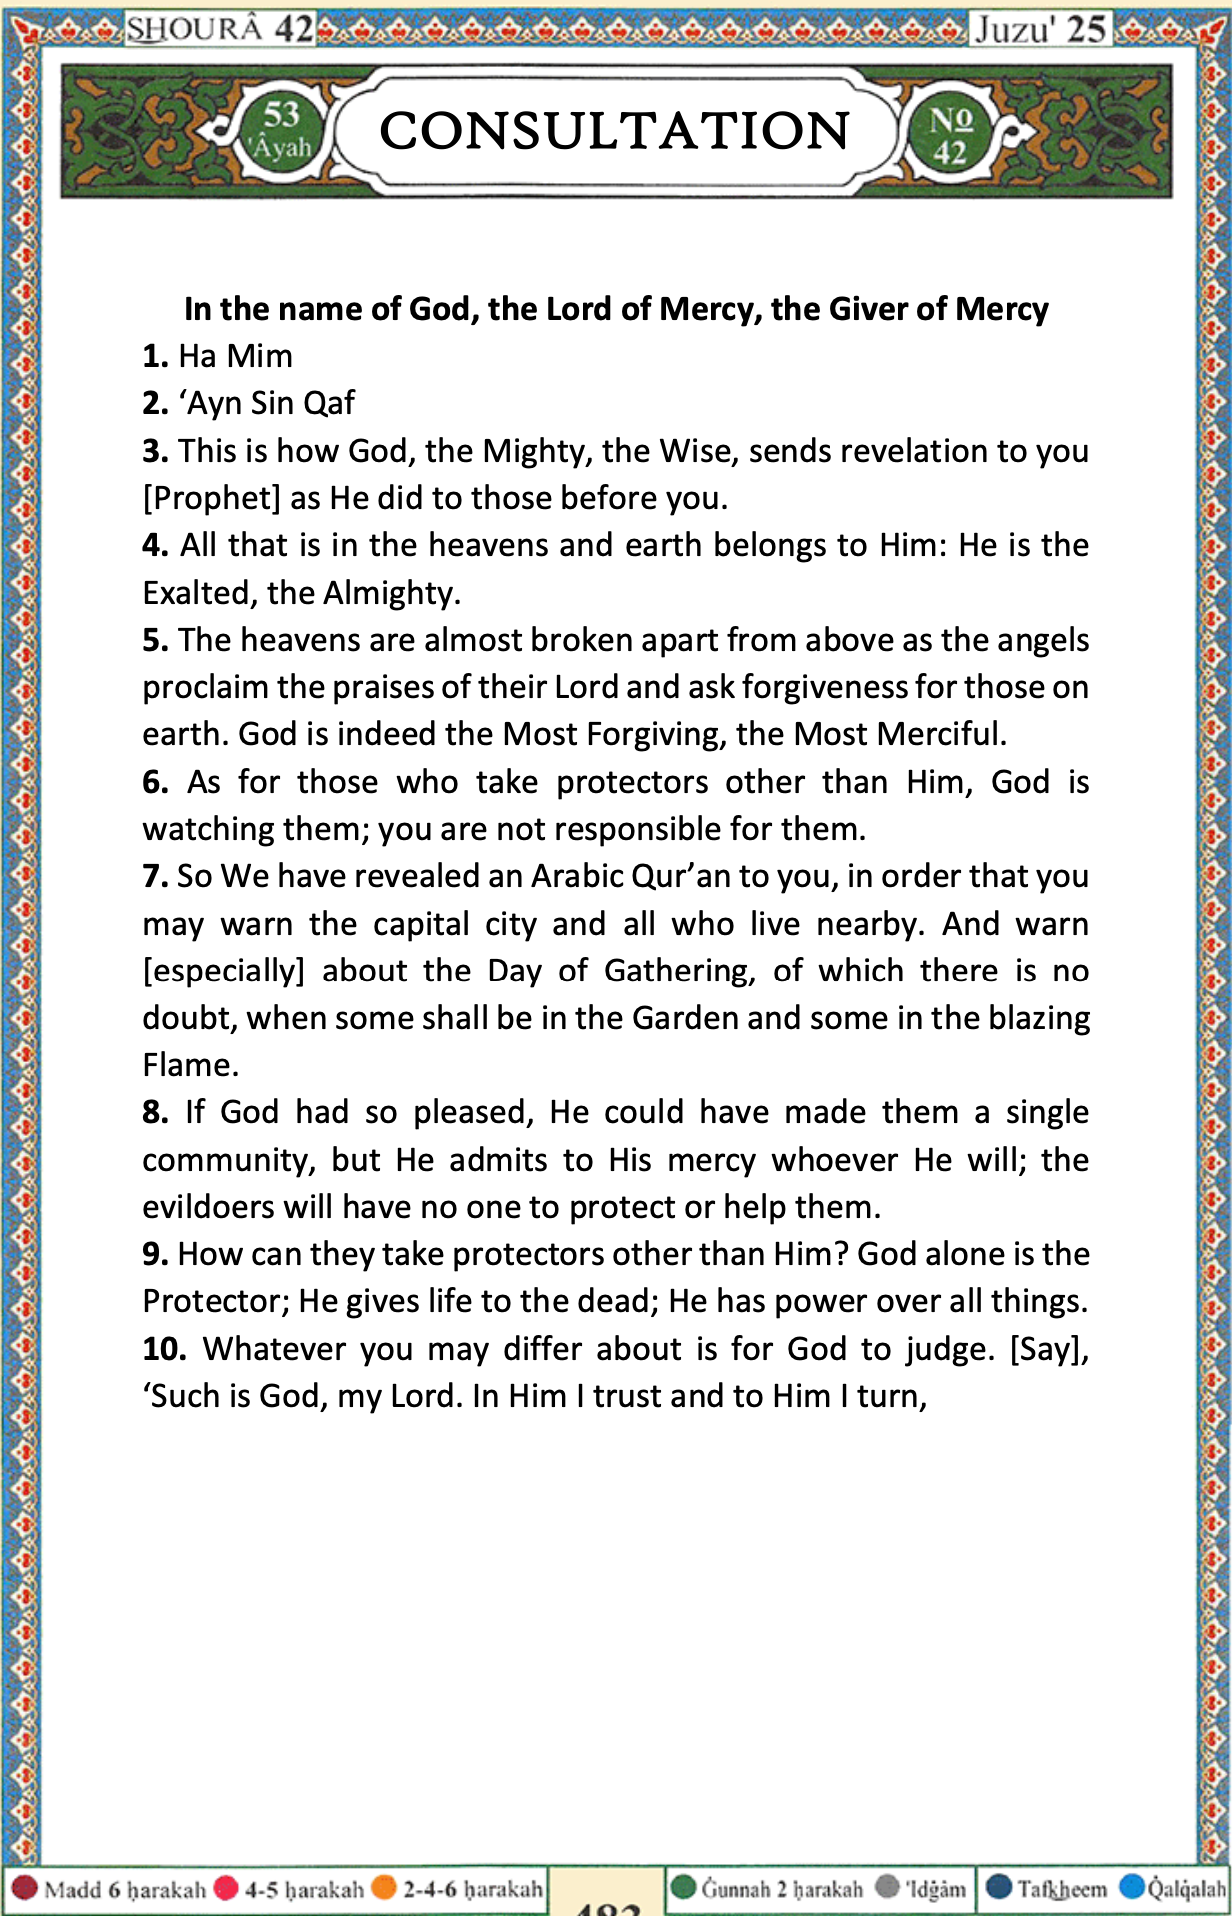 SHOURÂ 42
Juzu' 25
53
'Âyah
CONSULTATION
No
42
In the name of God, the Lord of Mercy, the Giver of Mercy
1. Ha Mim
2. ‘Ayn Sin Qaf
3. This is how God, the Mighty, the Wise, sends revelation to you
[Prophet] as He did to those before you.
4. All that is in the heavens and earth belongs to Him: He is the
Exalted, the Almighty.
5. The heavens are almost broken apart from above as the angels
proclaim the praises of their Lord and ask forgiveness for those on
earth. God is indeed the Most Forgiving, the Most Merciful.
6. As for those who take protectors other than Him, God is
watching them; you are not responsible for them.
7. So We have revealed an Arabic Qur’an to you, in order that you
may warn the capital city and all who live nearby. And warn
[especially] about the Day of Gathering, of which there is no
doubt, when some shall be in the Garden and some in the blazing
Flame.
8. If God had so pleased, He could have made them a single
community, but He admits to His mercy whoever He will; the
evildoers will have no one to protect or help them.
9. How can they take protectors other than Him? God alone is the
Protector; He gives life to the dead; He has power over all things.
10. Whatever you may differ about is for God to judge. [Say],
‘Such is God, my Lord. In Him I trust and to Him I turn,
Madd 6 ḥarakah 4-5 ḥarakah 2-4-6 ḥarakah
483
Ġunnah 2 ḥarakah 'Idġâm Tafkheem Q̇alq̇alah